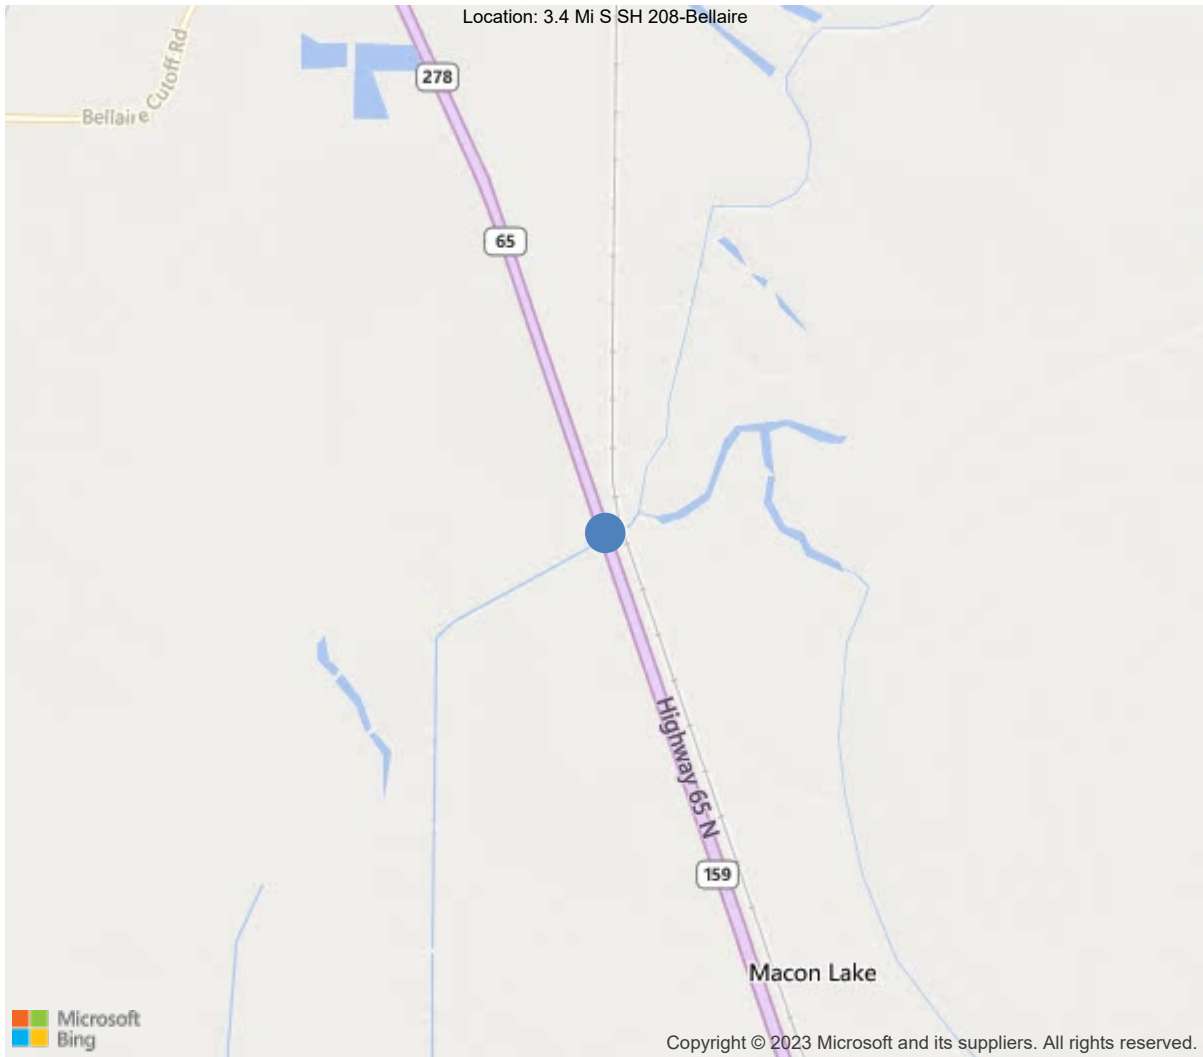 Location: 3.4 Mi S SH 208-Bellaire
Bellaire Cutoff Rd
278
65
Highway 65 N
159
Macon Lake
Microsoft
Bing
Copyright © 2023 Microsoft and its suppliers. All rights reserved.